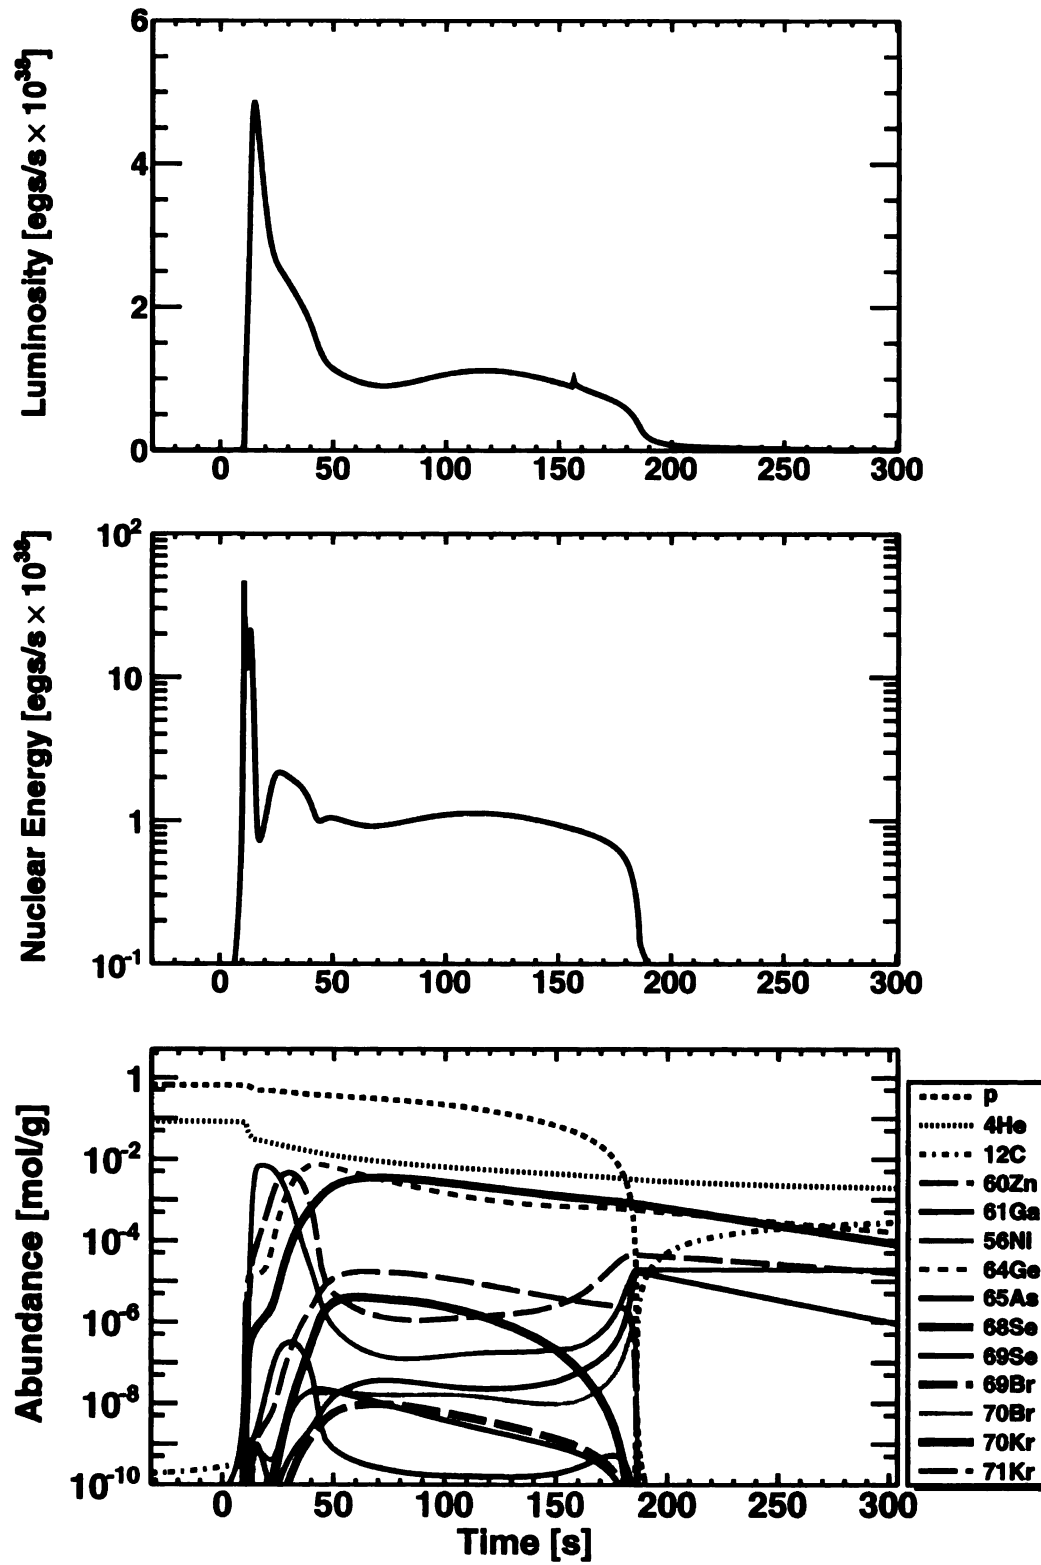 Luminosity [egs/s × 10³⁸]
6
4
2
0
0 50 100 150 200 250 300
Nuclear Energy [egs/s × 10³⁸]
10²
10
1
10⁻¹
0 50 100 150 200 250 300
Abundance [mol/g]
1
10⁻²
10⁻⁴
10⁻⁶
10⁻⁸
10⁻¹⁰
0 50 100 150 200 250 300
Time [s]
p
4He
12C
60Zn
61Ga
56Ni
64Ge
65As
68Se
69Se
69Br
70Br
70Kr
71Kr